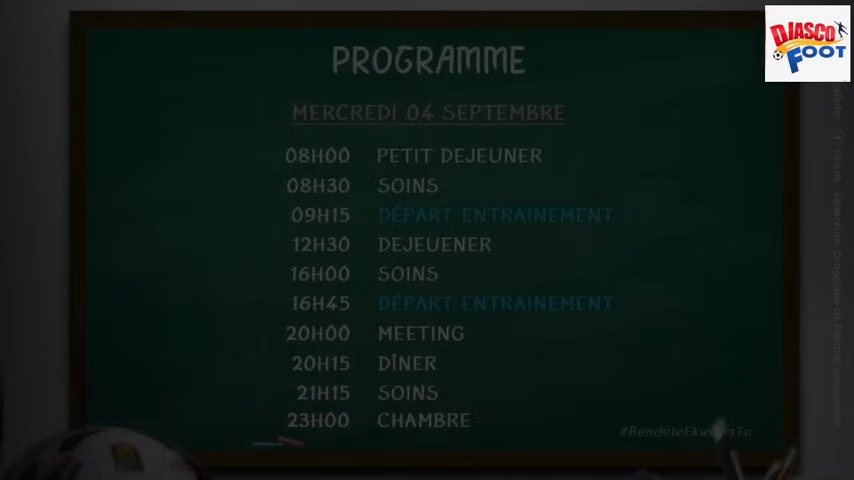 DIASCO
FOOT
PROGRAMME
MERCREDI 04 SEPTEMBRE
08H00 PETIT DEJEUNER
08H30 SOINS
09H15 DÉPART ENTRAINEMENT
12H30 DEJEUENER
16H00 SOINS
16H45 DÉPART ENTRAINEMENT
20H00 MEETING
20H15 DÎNER
21H15 SOINS
23H00 CHAMBRE